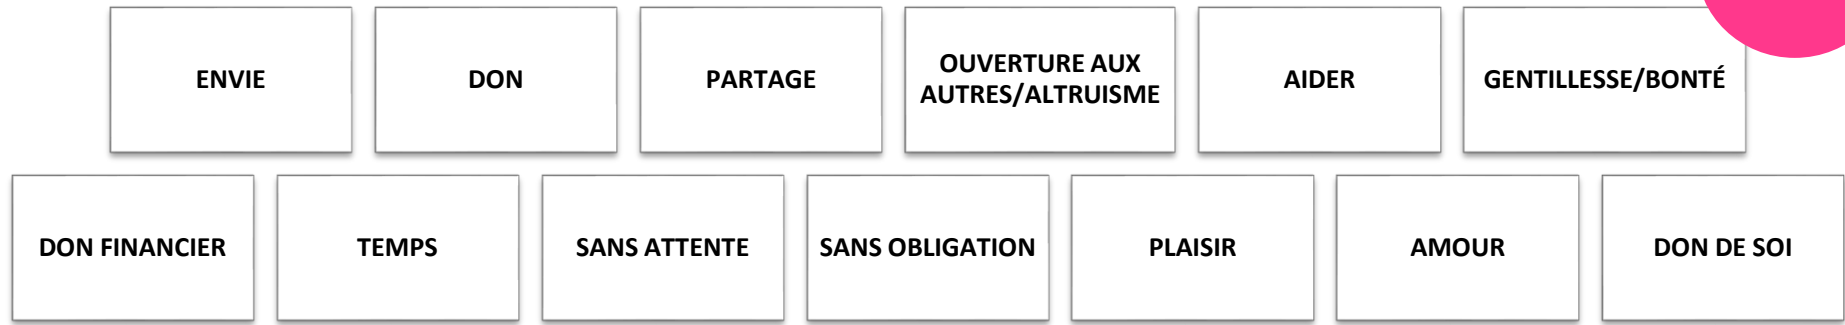 ENVIE
DON
PARTAGE
OUVERTURE AUX
AUTRES/ALTRUISME
AIDER
GENTILLESSE/BONTÉ
DON FINANCIER
TEMPS
SANS ATTENTE
SANS OBLIGATION
PLAISIR
AMOUR
DON DE SOI